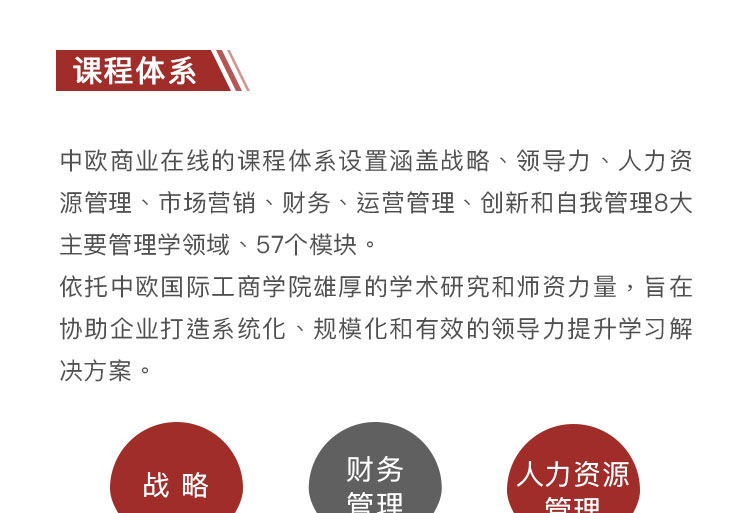 课程体系
中欧商业在线的课程体系设置涵盖战略、领导力、人力资
源管理、市场营销、财务、运营管理、创新和自我管理8大
主要管理学领域、57个模块。
依托中欧国际工商学院雄厚的学术研究和师资力量，旨在
协助企业打造系统化、规模化和有效的领导力提升学习解
决方案。
战 略
财务
管理
人力资源
管理